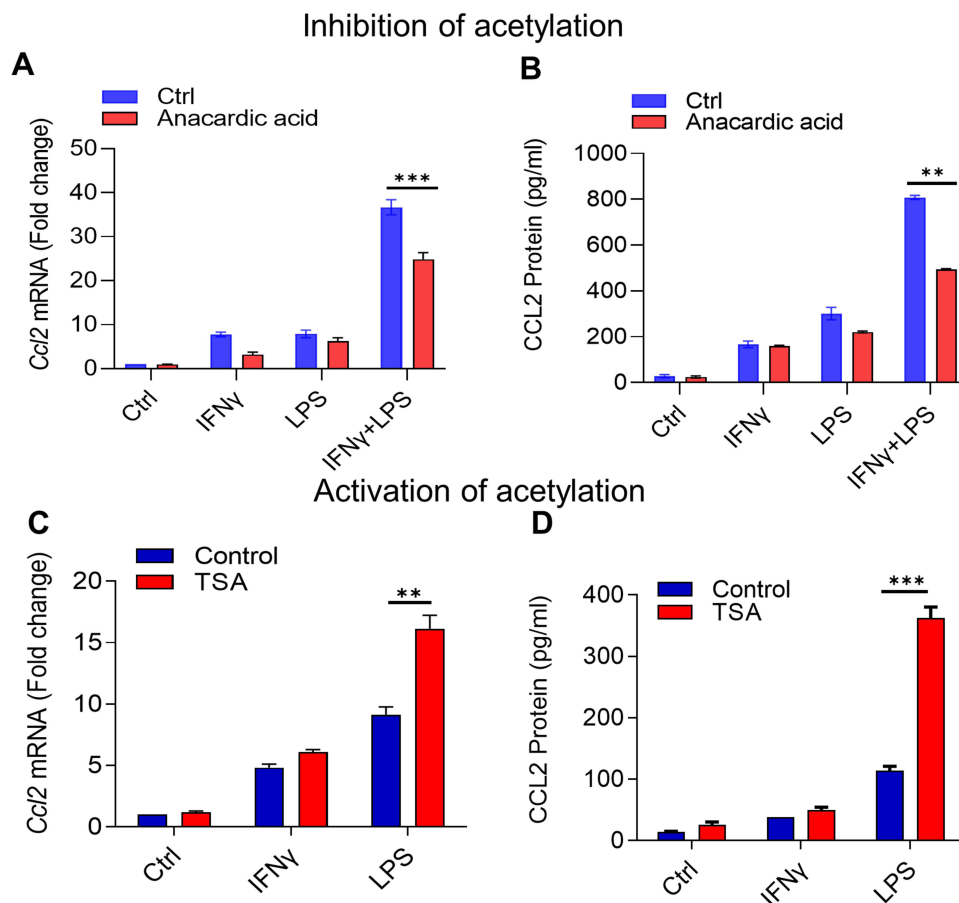 Inhibition of acetylation
A
Ctrl
Anacardic acid
Ccl2 mRNA (Fold change)
50
40
30
20
10
0
***
Ctrl
IFNγ
LPS
IFNγ+LPS
B
Ctrl
Anacardic acid
CCL2 Protein (pg/ml)
1000
800
600
400
200
0
**
Ctrl
IFNγ
LPS
IFNγ+LPS
Activation of acetylation
C
Control
TSA
Ccl2 mRNA (Fold change)
20
15
10
5
0
**
Ctrl
IFNγ
LPS
D
Control
TSA
CCL2 Protein (pg/ml)
400
300
200
100
0
***
Ctrl
IFNγ
LPS